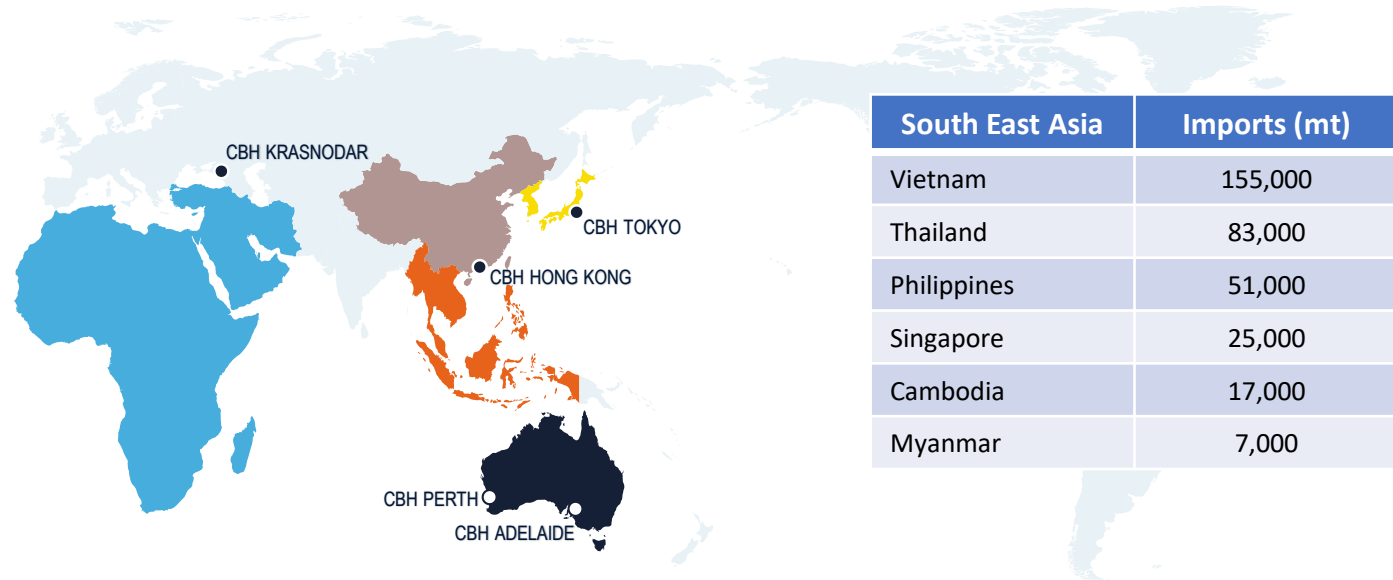 CBH KRASNODAR
CBH TOKYO
CBH HONG KONG
CBH PERTH
CBH ADELAIDE
South East Asia Imports (mt)
Vietnam 155,000
Thailand 83,000
Philippines 51,000
Singapore 25,000
Cambodia 17,000
Myanmar 7,000